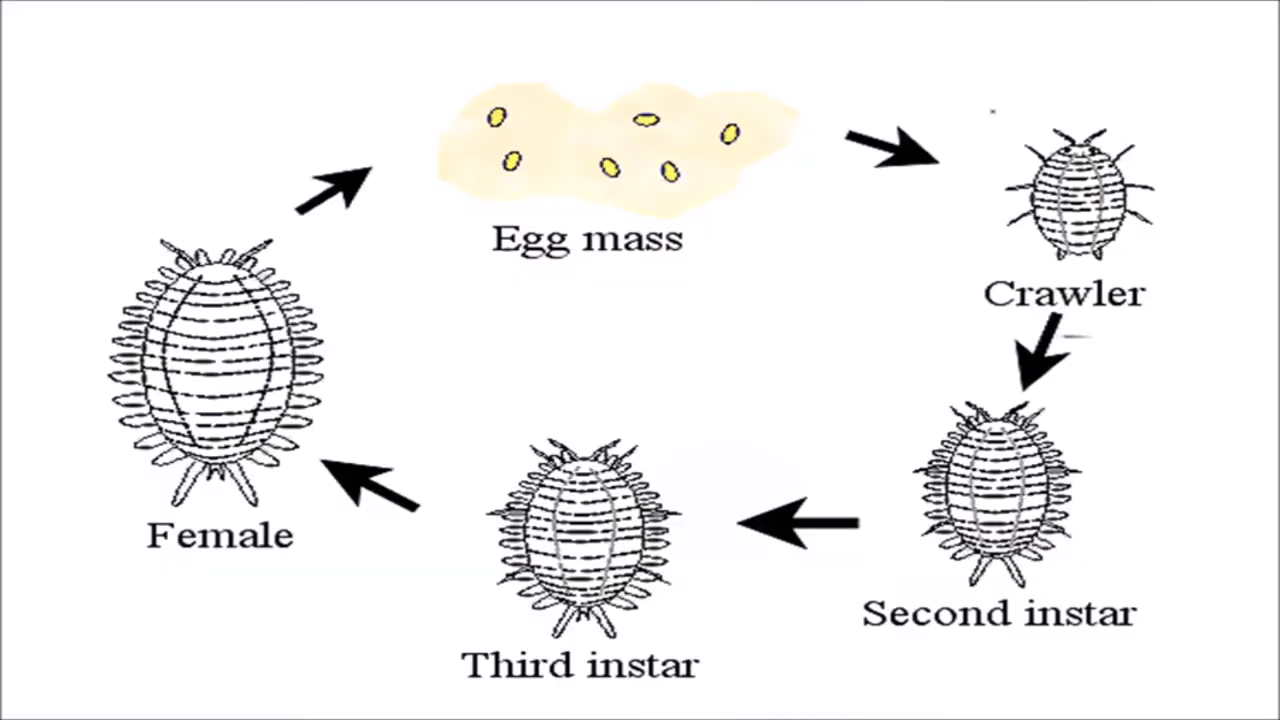 Egg mass
Crawler
Second instar
Third instar
Female